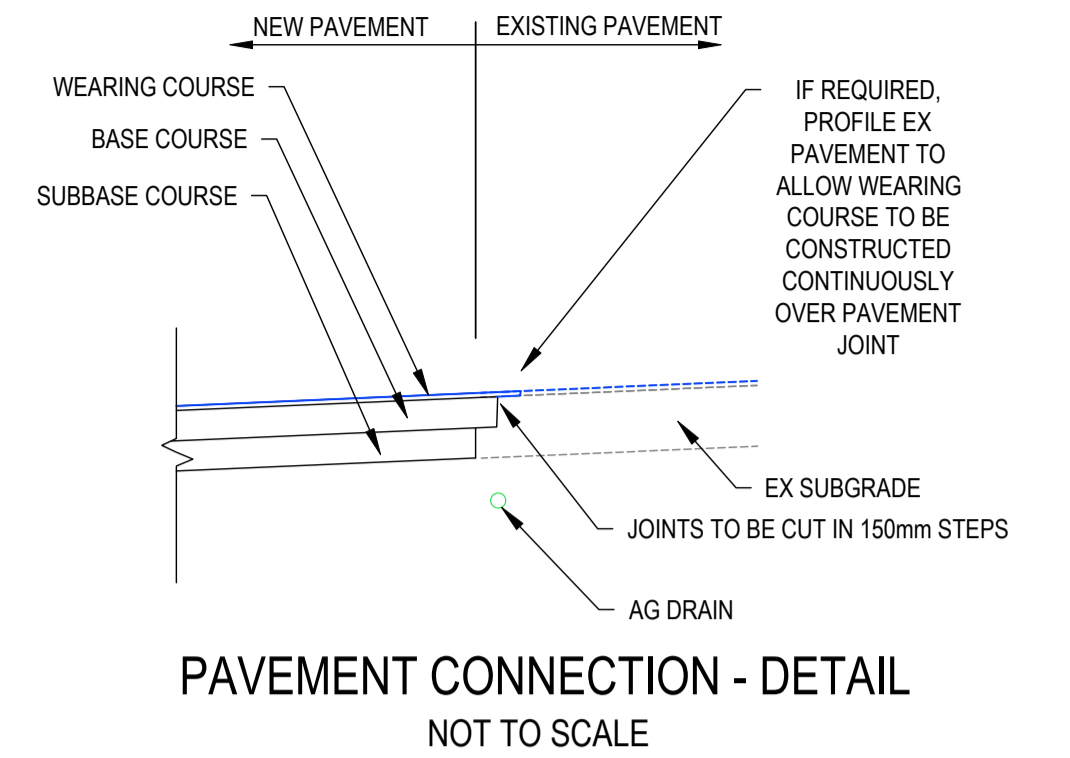 NEW PAVEMENT
EXISTING PAVEMENT
WEARING COURSE
BASE COURSE
SUBBASE COURSE
IF REQUIRED,
PROFILE EX
PAVEMENT TO
ALLOW WEARING
COURSE TO BE
CONSTRUCTED
CONTINUOUSLY
OVER PAVEMENT
JOINT
EX SUBGRADE
JOINTS TO BE CUT IN 150mm STEPS
AG DRAIN
PAVEMENT CONNECTION - DETAIL
NOT TO SCALE